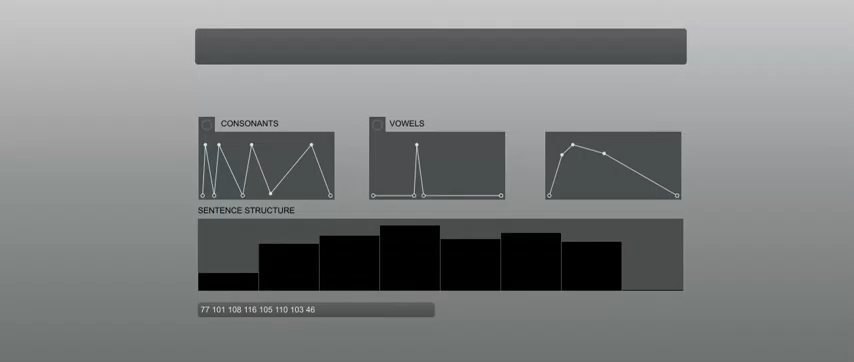 CONSONANTS
VOWELS
SENTENCE STRUCTURE
77 101 108 116 105 110 103 46